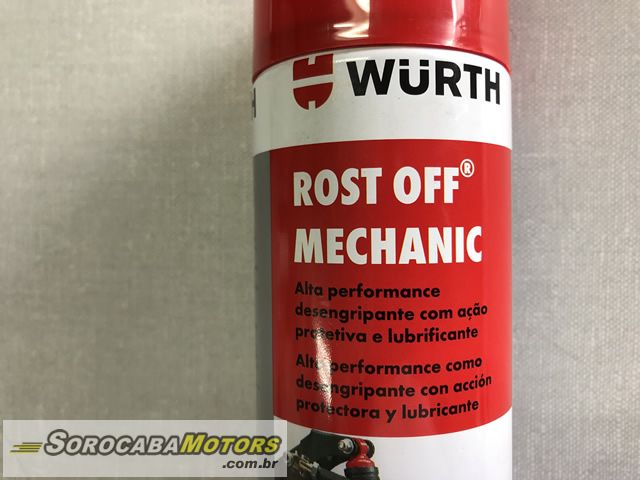 WÜRTH
ROST OFF®
MECHANIC
Alta performance
desengripante com ação
protetiva e lubrificante
Alta performance como
desengripante con acción
protectora y lubricante
SOROCABAMOTORS
.com.br